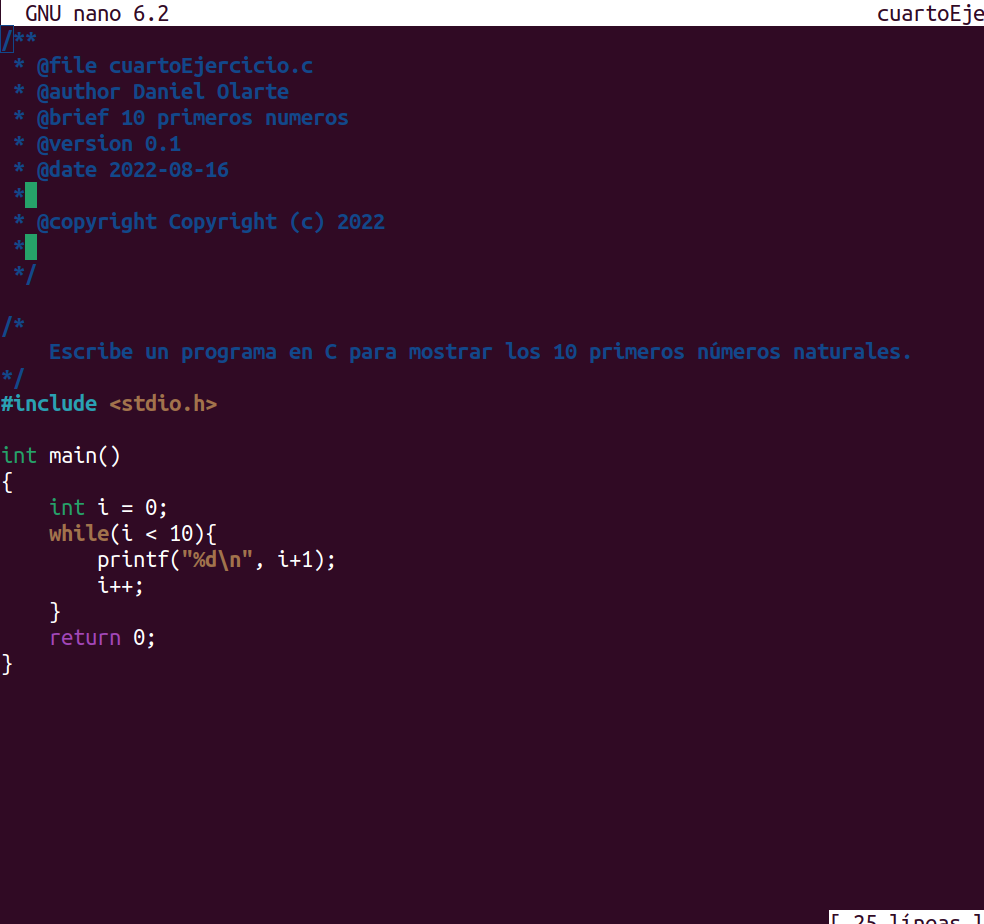 GNU nano 6.2 cuartoEje
/**
 * @file cuartoEjercicio.c
 * @author Daniel Olarte
 * @brief 10 primeros numeros
 * @version 0.1
 * @date 2022-08-16
 *
 * @copyright Copyright (c) 2022
 *
 */
/*
    Escribe un programa en C para mostrar los 10 primeros números naturales.
*/
#include <stdio.h>
int main()
{
    int i = 0;
    while(i < 10){
        printf("%d\n", i+1);
        i++;
    }
    return 0;
}
[ 25 líneas ]